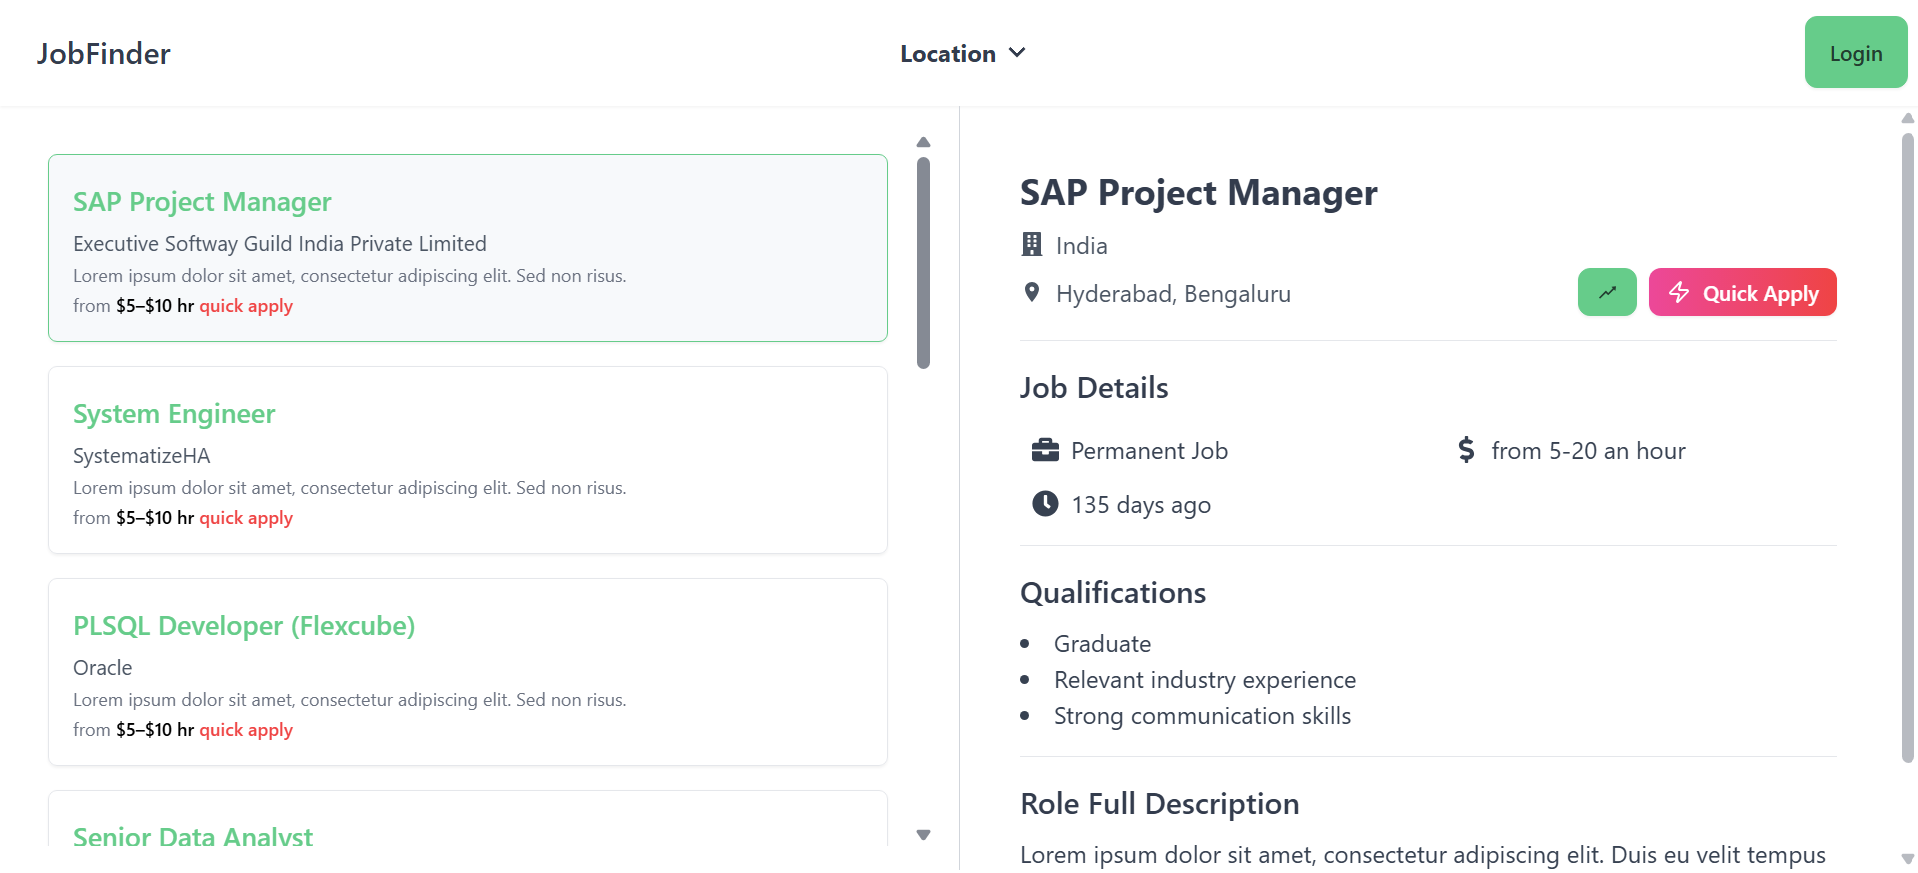 JobFinder
Location
Login
SAP Project Manager
Executive Softway Guild India Private Limited
Lorem ipsum dolor sit amet, consectetur adipiscing elit. Sed non risus.
from $5–$10 hr quick apply
System Engineer
SystematizeHA
Lorem ipsum dolor sit amet, consectetur adipiscing elit. Sed non risus.
from $5–$10 hr quick apply
PLSQL Developer (Flexcube)
Oracle
Lorem ipsum dolor sit amet, consectetur adipiscing elit. Sed non risus.
from $5–$10 hr quick apply
Senior Data Analyst
SAP Project Manager
India
Hyderabad, Bengaluru
Quick Apply
Job Details
Permanent Job
from 5-20 an hour
135 days ago
Qualifications
Graduate
Relevant industry experience
Strong communication skills
Role Full Description
Lorem ipsum dolor sit amet, consectetur adipiscing elit. Duis eu velit tempus